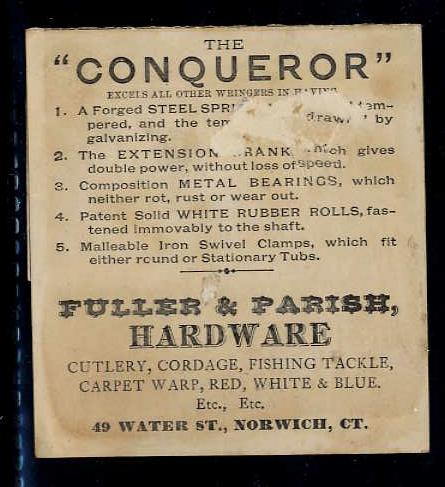 THE
"CONQUEROR"
EXCELS ALL OTHER WRINGERS IN HAVING
1. A Forged STEEL tem-
pered, and the by
galvanizing.
2. The EXTENSION gives
double power, without loss of speed.
3. Composition METAL BEARINGS, which
neither rot, rust or wear out.
4. Patent Solid WHITE RUBBER ROLLS, fas-
tened immovably to the shaft.
5. Malleable Iron Swivel Clamps, which fit
either round or Stationary Tubs.
FULLER & PARISH,
HARDWARE
CUTLERY, CORDAGE, FISHING TACKLE,
CARPET WARP, RED, WHITE & BLUE.
Etc., Etc.
49 WATER ST., NORWICH, CT.